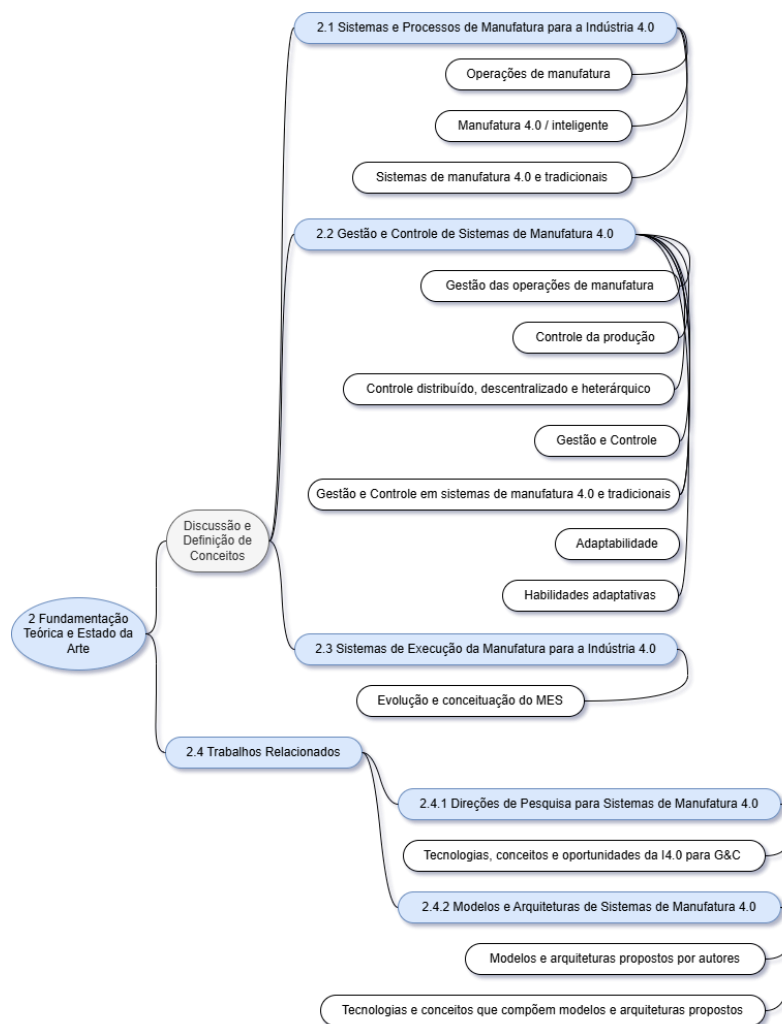 2.1 Sistemas e Processos de Manufatura para a Indústria 4.0
Operações de manufatura
Manufatura 4.0 / inteligente
Sistemas de manufatura 4.0 e tradicionais
2.2 Gestão e Controle de Sistemas de Manufatura 4.0
Gestão das operações de manufatura
Controle da produção
Controle distribuído, descentralizado e heterárquico
Gestão e Controle
Gestão e Controle em sistemas de manufatura 4.0 e tradicionais
Discussão e
Definição de
Conceitos
Adaptabilidade
Habilidades adaptativas
2 Fundamentação
Teórica e Estado da
Arte
2.3 Sistemas de Execução da Manufatura para a Indústria 4.0
Evolução e conceituação do MES
2.4 Trabalhos Relacionados
2.4.1 Direções de Pesquisa para Sistemas de Manufatura 4.0
Tecnologias, conceitos e oportunidades da I4.0 para G&C
2.4.2 Modelos e Arquiteturas de Sistemas de Manufatura 4.0
Modelos e arquiteturas propostos por autores
Tecnologias e conceitos que compõem modelos e arquiteturas propostos